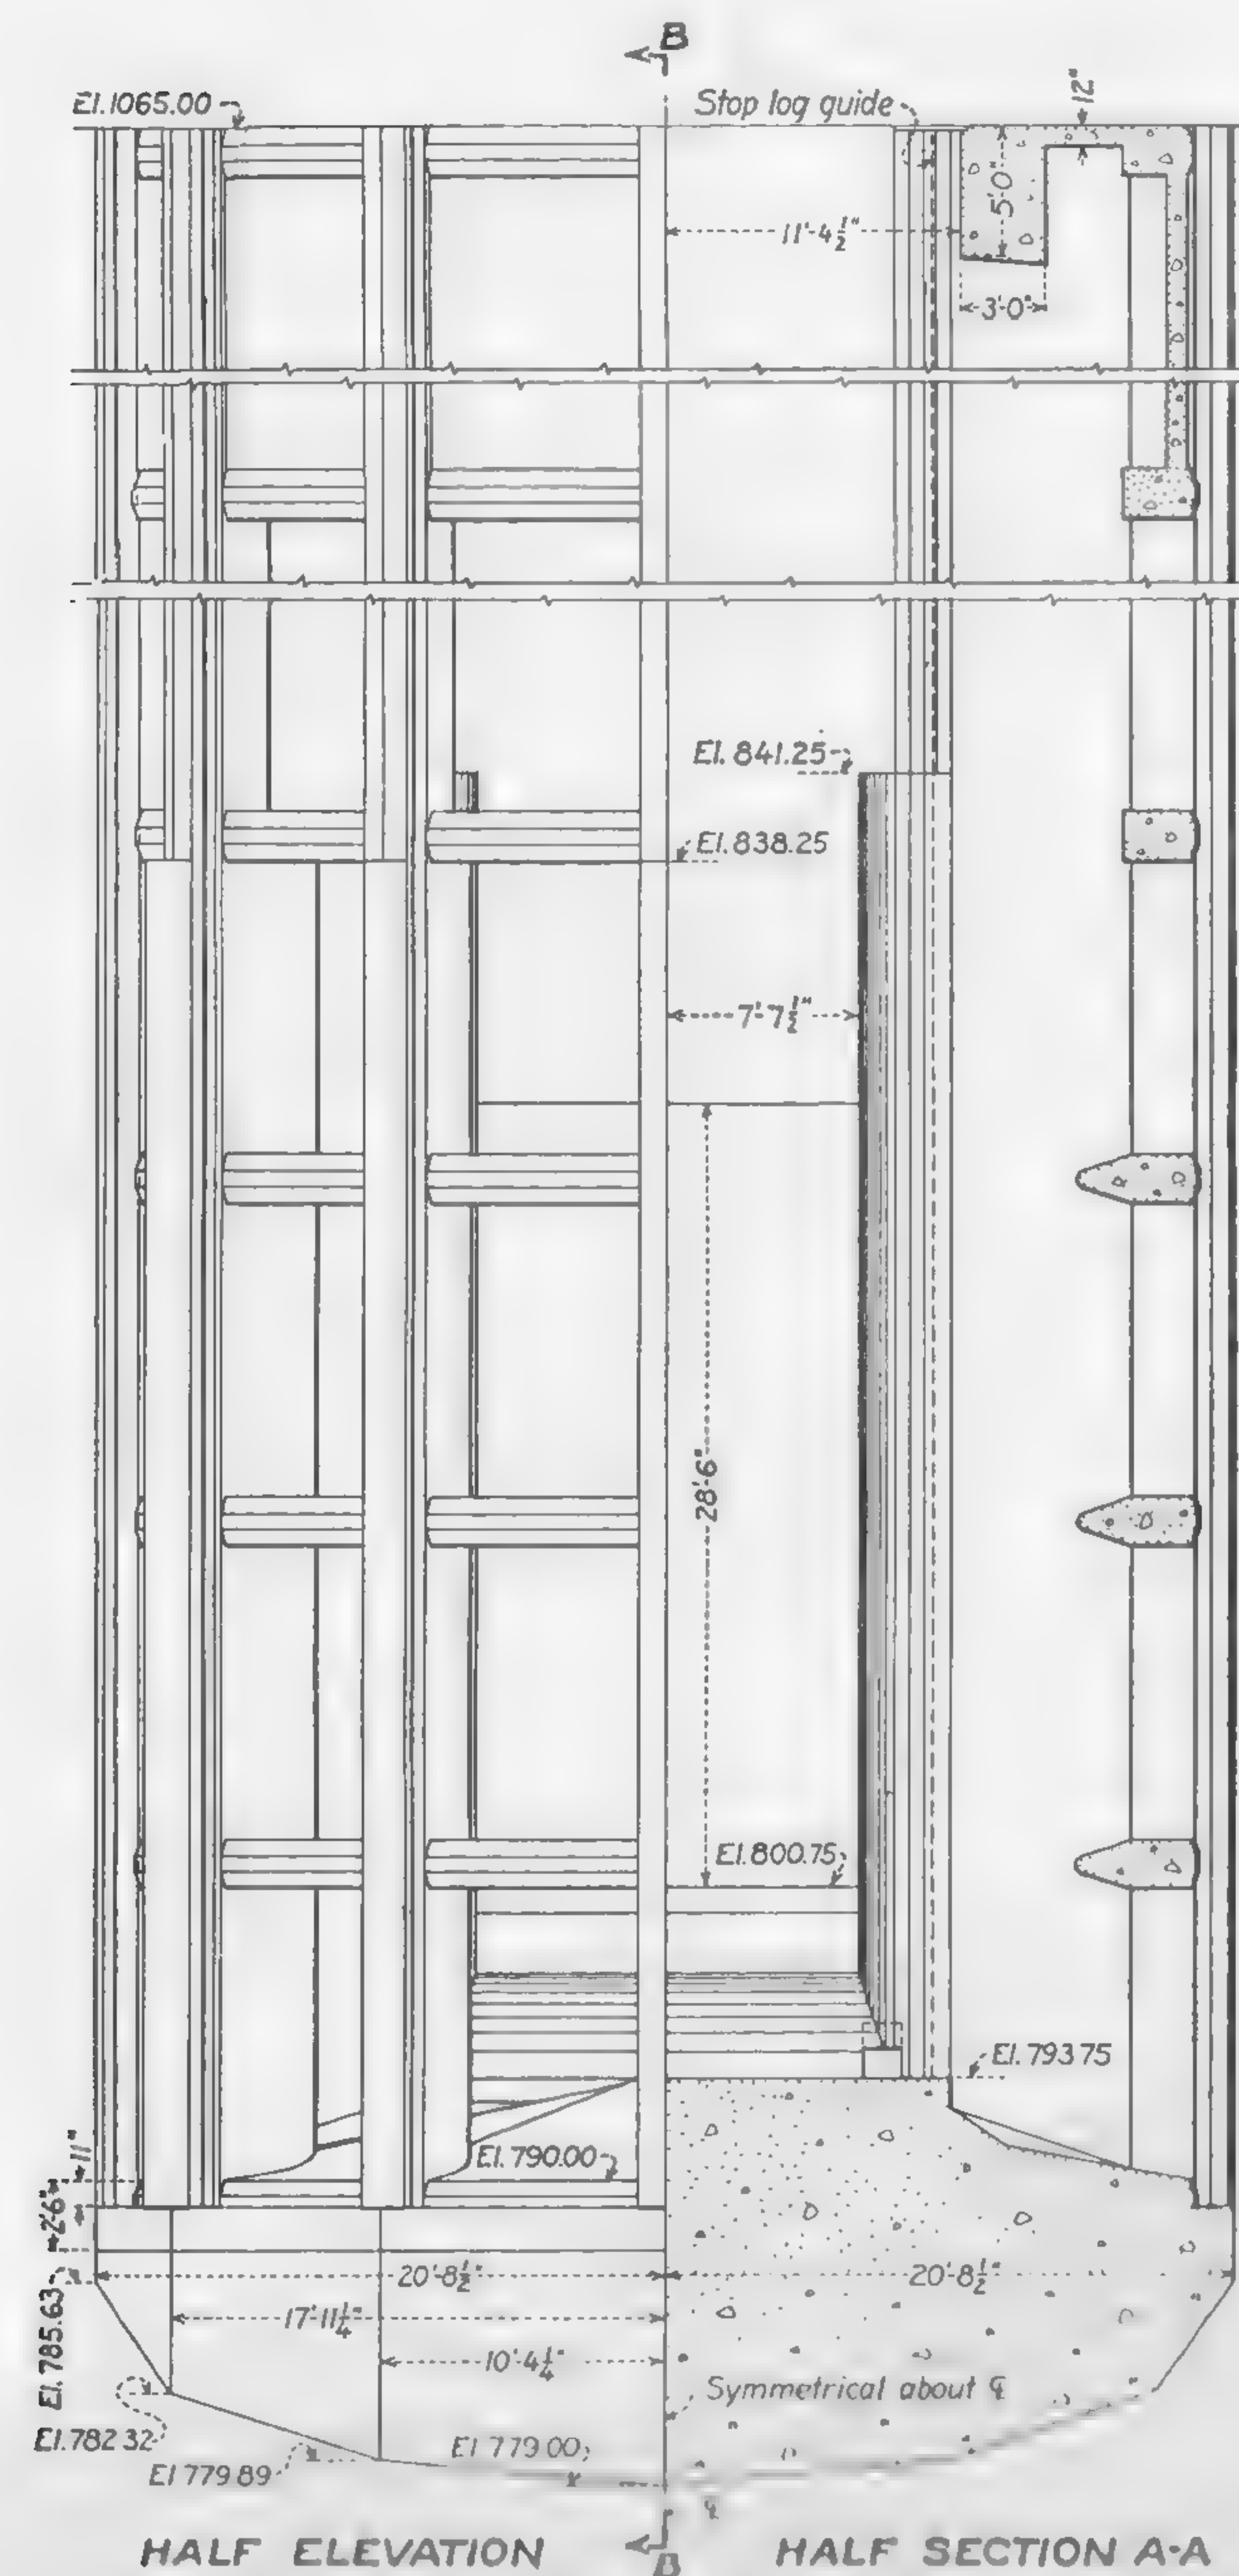 B
El. 1065.00
Stop log guide
12"
5'-0"
11'-4½"
3'-0"
El. 841.25
El. 838.25
7'-7½"
28'-6"
El. 800.75
El. 793.75
El. 790.00
11"
2'6"
20'-8½"
20'-8½"
El. 785.63
17'-11¼"
10'-4¼"
Symmetrical about ℄
El. 782.32
El 779 00
El 779 89
℄
B
HALF ELEVATION
HALF SECTION A-A